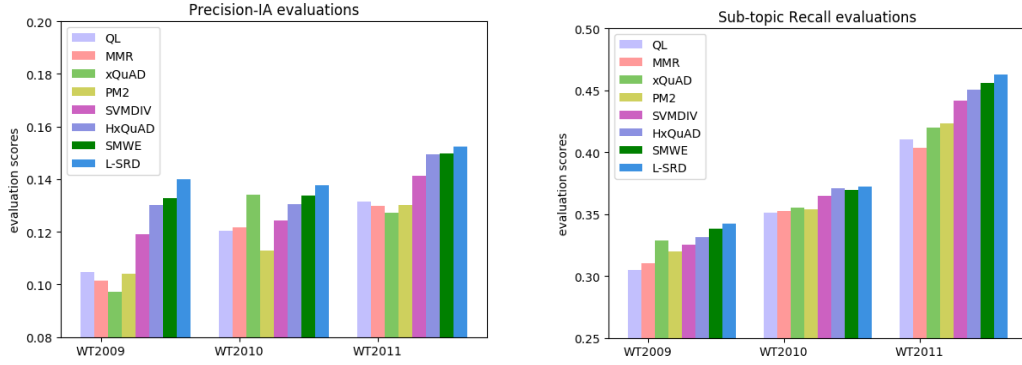 Precision-IA evaluations
evaluation scores
0.20
0.18
0.16
0.14
0.12
0.10
0.08
QL
MMR
xQuAD
PM2
SVMDIV
HxQuAD
SMWE
L-SRD
WT2009 WT2010 WT2011
Sub-topic Recall evaluations
evaluation scores
0.50
0.45
0.40
0.35
0.30
0.25
QL
MMR
xQuAD
PM2
SVMDIV
HxQuAD
SMWE
L-SRD
WT2009 WT2010 WT2011